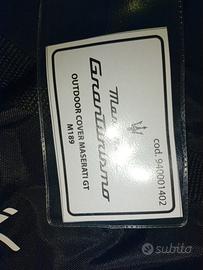 Maserati
GranTurismo
OUTDOOR COVER MASERATI GT
M189
cod. 940001402
subito